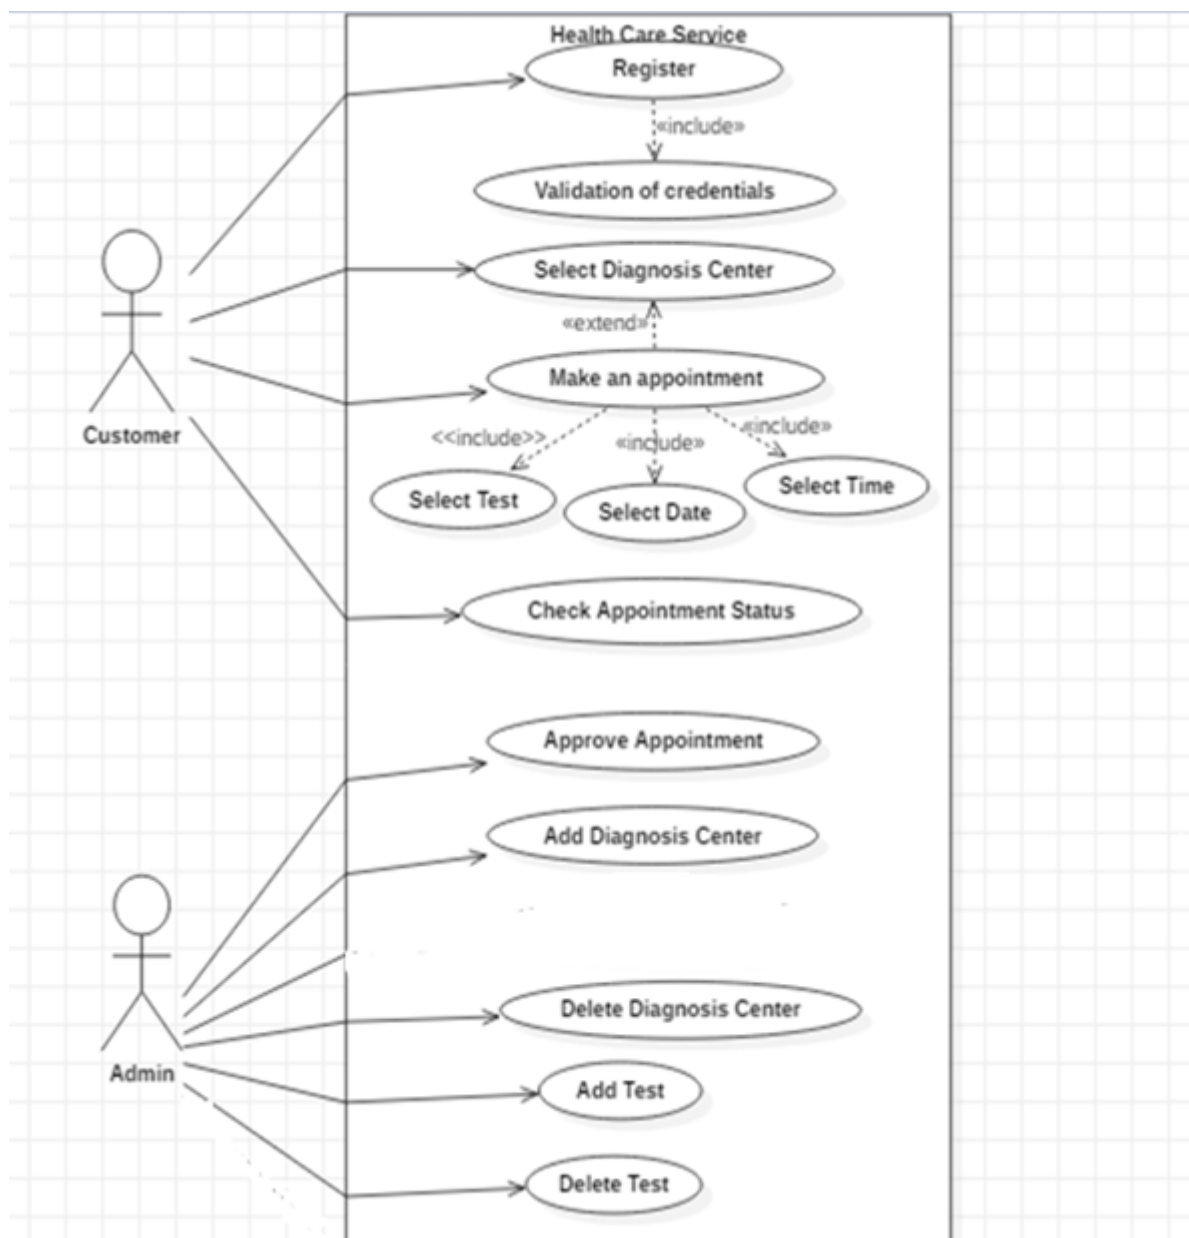 Health Care Service
Register
«include»
Validation of credentials
Select Diagnosis Center
«extend»
Make an appointment
<<include>>
«include»
«include»
Select Test
Select Date
Select Time
Customer
Check Appointment Status
Approve Appointment
Add Diagnosis Center
Delete Diagnosis Center
Admin
Add Test
Delete Test